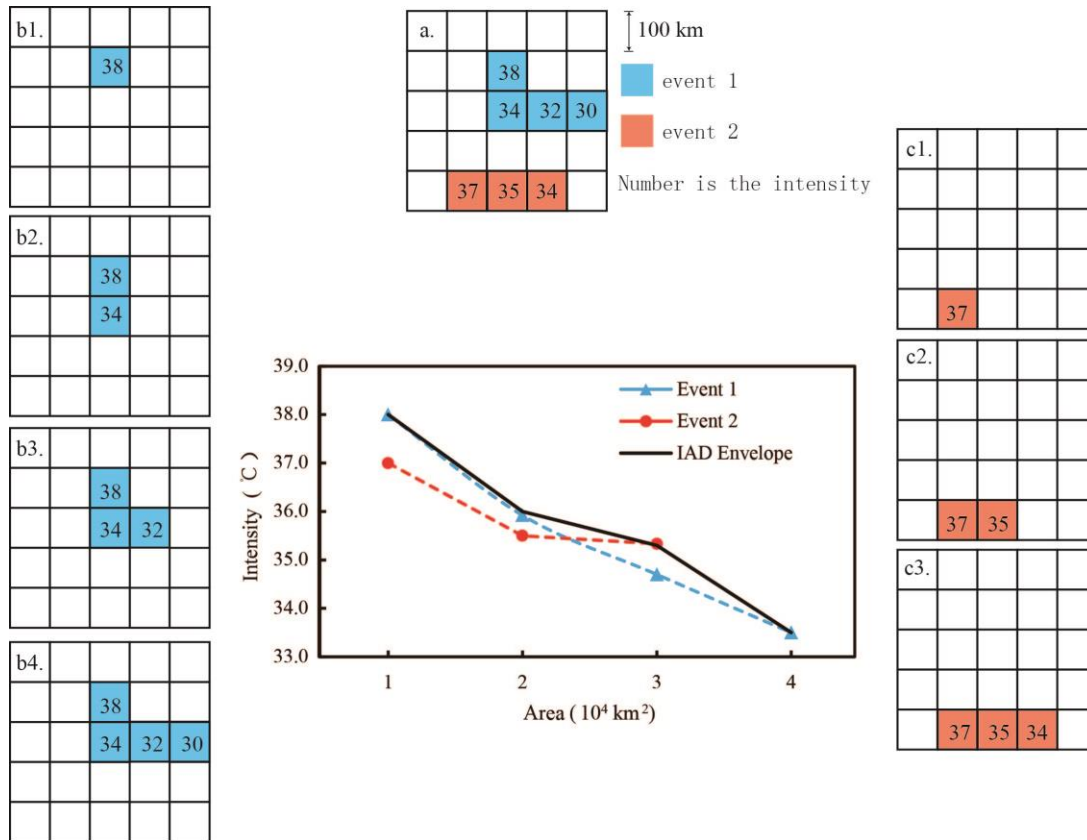 b1.
38
b2.
38
34
b3.
38
34 32
b4.
38
34 32 30
a.
38
34 32 30
37 35 34
100 km
event 1
event 2
Number is the intensity
39.0
38.0
37.0
36.0
35.0
34.0
33.0
Intensity (℃)
Event 1
Event 2
IAD Envelope
1 2 3 4
Area (10⁴ km²)
c1.
37
c2.
37 35
c3.
37 35 34